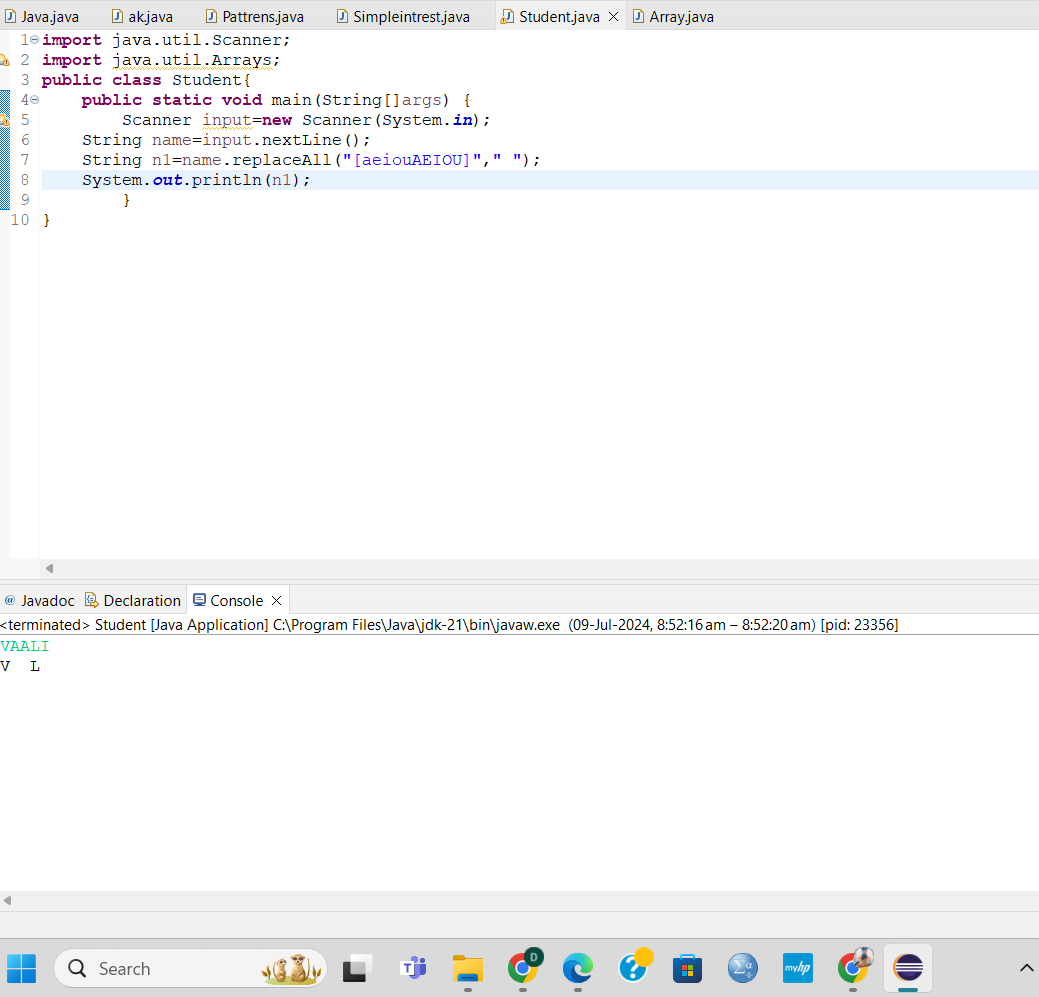 Java.java ak.java Pattrens.java Simpleintrest.java Student.java Array.java
1 import java.util.Scanner;
2 import java.util.Arrays;
3 public class Student{
4     public static void main(String[]args) {
5         Scanner input=new Scanner(System.in);
6     String name=input.nextLine();
7     String n1=name.replaceAll("[aeiouAEIOU]"," ");
8     System.out.println(n1);
9         }
10 }
@ Javadoc Declaration Console
<terminated> Student [Java Application] C:\Program Files\Java\jdk-21\bin\javaw.exe (09-Jul-2024, 8:52:16 am – 8:52:20 am) [pid: 23356]
VAALI
V  L
Search T D ? Σα myhp